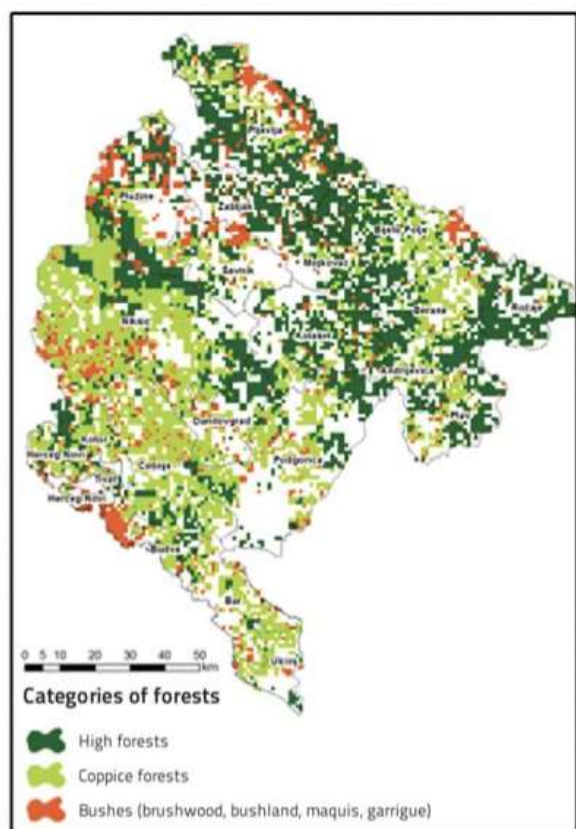 Pljevlja
Plužine
Žabljak
Bijelo Polje
Mojkovac
Šavnik
Rožaje
Berane
Nikšić
Kolašin
Andrijevica
Plav
Danilovgrad
Kotor
Herceg Novi
Podgorica
Cetinje
Tivat
Herceg Novi
Budva
Bar
Ulcinj
0 5 10 20 30 40 50
km
Categories of forests
High forests
Coppice forests
Bushes (brushwood, bushland, maquis, garrigue)